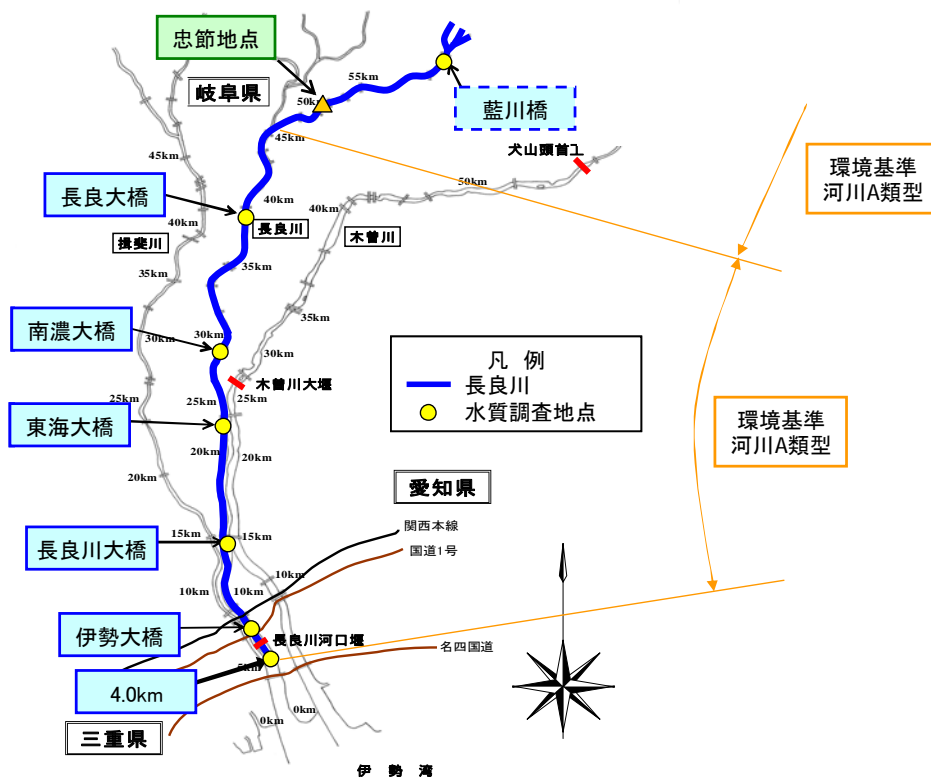 忠節地点
55km
藍川橋
岐阜県
50km
45km
犬山頭首工
環境基準
河川A類型
45km
50km
長良大橋
40km
40km
40km
長良川
木曽川
揖斐川
35km
35km
35km
南濃大橋
30km
30km
30km
凡 例
長良川
水質調査地点
木曽川大堰
25km
25km
25km
東海大橋
環境基準
河川A類型
20km
20km
20km
愛知県
関西本線
国道1号
15km
15km
長良川大橋
10km
10km
10km
伊勢大橋
長良川河口堰
名四国道
5km
4.0km
0km
0km
三重県
伊 勢 湾